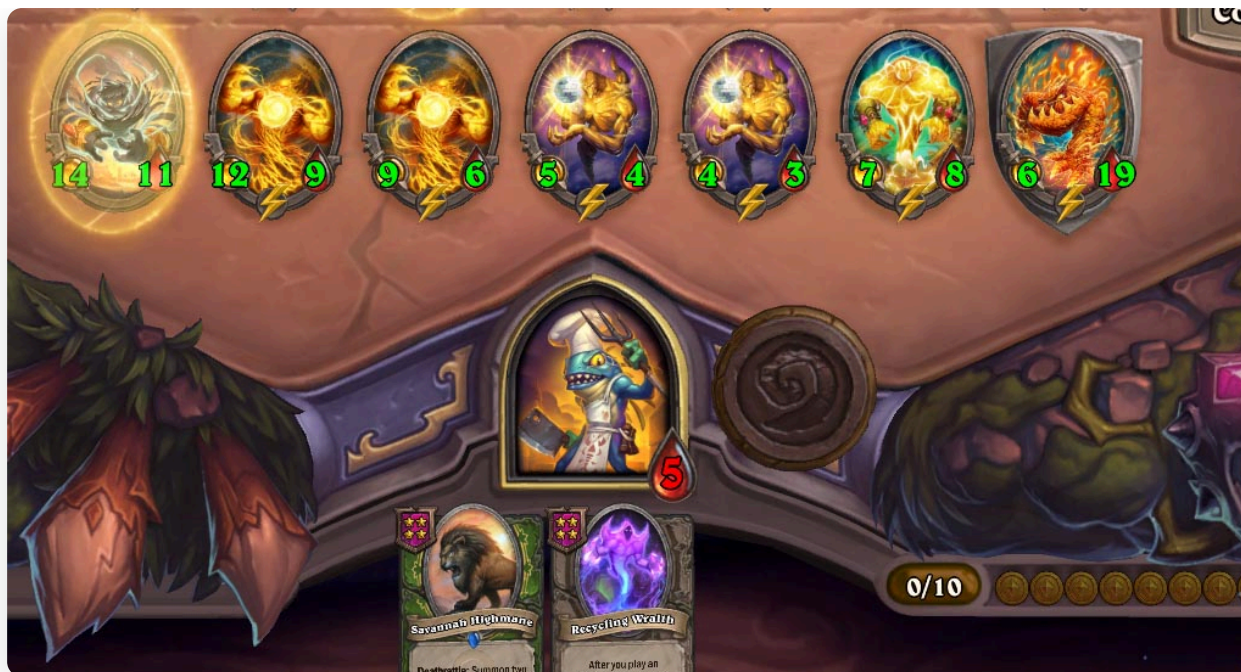 14 11 12 9 9 6 5 4 4 3 7 8 6 19
5
0/10
Savannah Highmane Recycling Wraith
Deathrattle: Summon two
After you play an